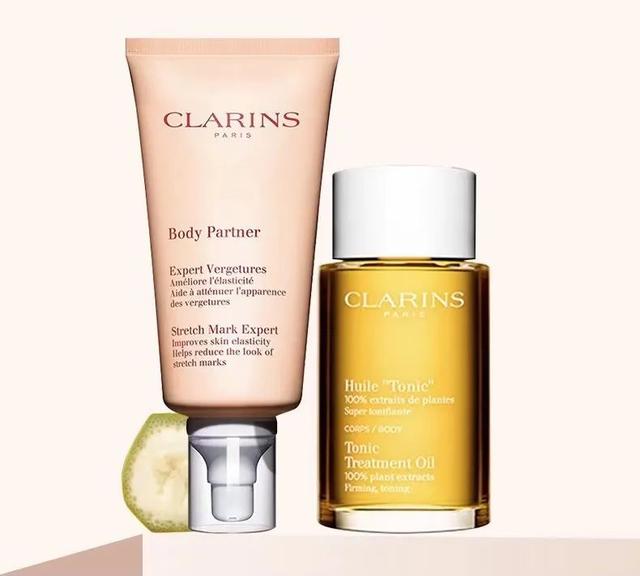 CLARINS
PARIS
Body Partner
Expert Vergetures
Améliore l'élasticité
Aide à atténuer l'apparence
des vergetures
Stretch Mark Expert
Improves skin elasticity
Helps reduce the look of
stretch marks
CLARINS
PARIS
Huile "Tonic"
100% extraits de plantes
Super tonifiante
CORPS / BODY
Tonic
Treatment Oil
100% plant extracts
Firming, toning